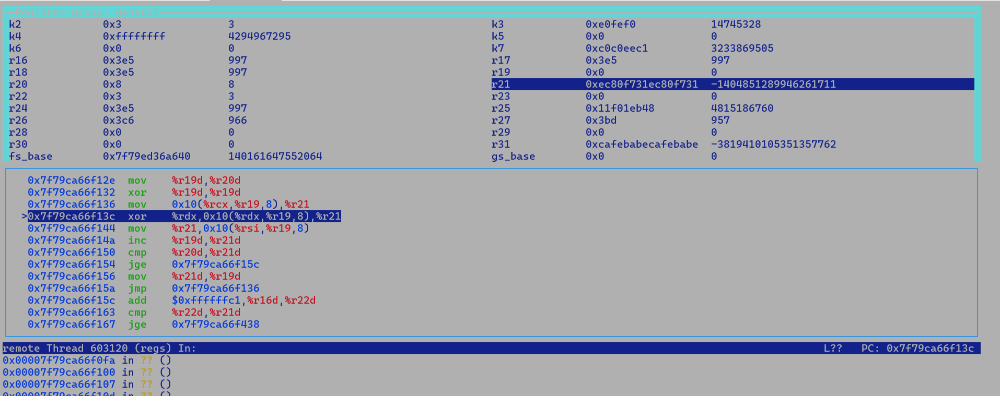 Register group: general
k2 0x3 3 k3 0xe0fef0 14745328
k4 0xffffffff 4294967295 k5 0x0 0
k6 0x0 0 k7 0xc0c0eec1 3233869505
r16 0x3e5 997 r17 0x3e5 997
r18 0x3e5 997 r19 0x0 0
r20 0x8 8 r21 0xec80f731ec80f731 -1404851289946261711
r22 0x3 3 r23 0x0 0
r24 0x3e5 997 r25 0x11f01eb48 4815186760
r26 0x3c6 966 r27 0x3bd 957
r28 0x0 0 r29 0x0 0
r30 0x0 0 r31 0xcafebabecafebabe -3819410105351357762
fs_base 0x7f79ed36a640 140161647552064 gs_base 0x0 0
0x7f79ca66f12e mov %r19d,%r20d
0x7f79ca66f132 xor %r19d,%r19d
0x7f79ca66f136 mov 0x10(%rcx,%r19,8),%r21
>0x7f79ca66f13c xor %rdx,0x10(%rdx,%r19,8),%r21
0x7f79ca66f144 mov %r21,0x10(%rsi,%r19,8)
0x7f79ca66f14a inc %r19d,%r21d
0x7f79ca66f150 cmp %r20d,%r21d
0x7f79ca66f154 jge 0x7f79ca66f15c
0x7f79ca66f156 mov %r21d,%r19d
0x7f79ca66f15a jmp 0x7f79ca66f136
0x7f79ca66f15c add $0xffffffc1,%r16d,%r22d
0x7f79ca66f163 cmp %r22d,%r21d
0x7f79ca66f167 jge 0x7f79ca66f438
remote Thread 603120 (regs) In: L?? PC: 0x7f79ca66f13c
0x00007f79ca66f0fa in ?? ()
0x00007f79ca66f100 in ?? ()
0x00007f79ca66f107 in ?? ()
0x00007f79ca66f10d in ?? ()